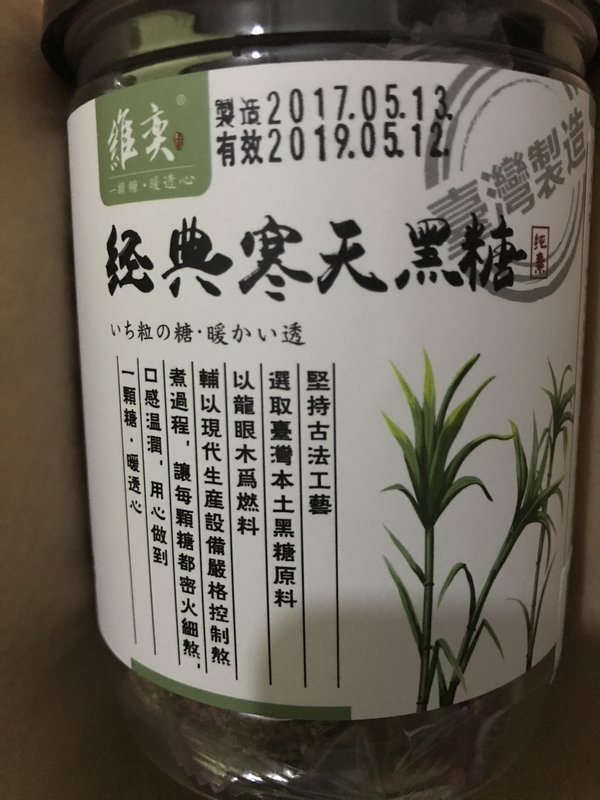 維奕®
一顆糖·暖透心
製造2017.05.13.
有效2019.05.12.
臺灣製造
经典寒天黑糖
纯素
いち粒の糖·暖かい透
堅持古法工藝
選取臺灣本土黑糖原料
以龍眼木爲燃料
輔以現代生産設備嚴格控制熬
煮過程，讓每顆糖都密火細熬，
口感温潤，用心做到
一顆糖·暖透心